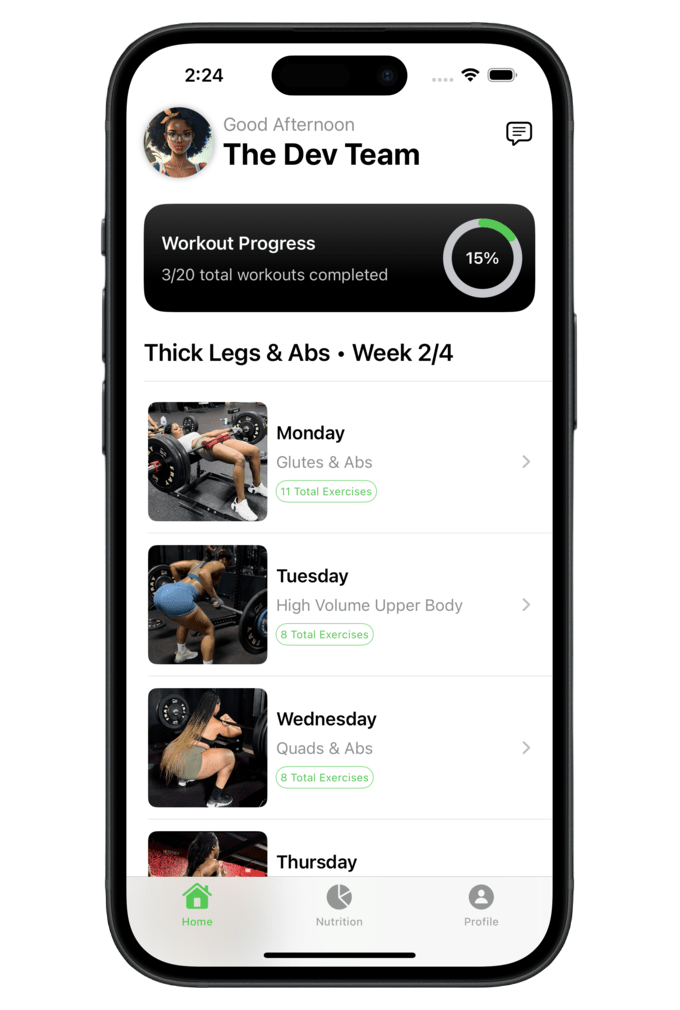 2:24
Good Afternoon
The Dev Team
Workout Progress
3/20 total workouts completed
15%
Thick Legs & Abs • Week 2/4
Monday
Glutes & Abs
11 Total Exercises
Tuesday
High Volume Upper Body
8 Total Exercises
Wednesday
Quads & Abs
8 Total Exercises
Thursday
Home
Nutrition
Profile